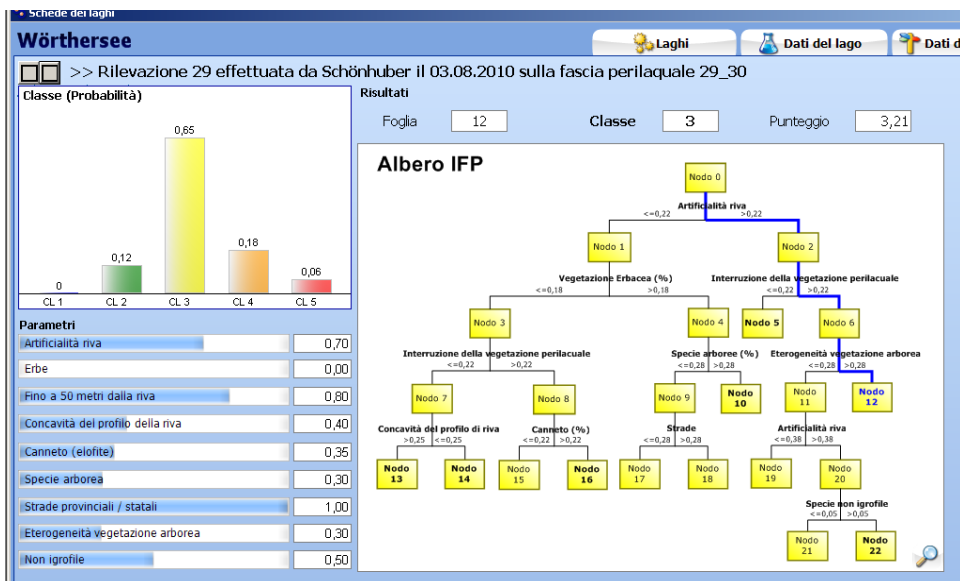 Schede dei laghi
Wörthersee
Laghi
Dati del lago
Dati d
>> Rilevazione 29 effettuata da Schönhuber il 03.08.2010 sulla fascia perilaquale 29_30
Classe (Probabilità)
0,65
0,18
0,12
0,06
0
CL 1 CL 2 CL 3 CL 4 CL 5
Parametri
Artificialità riva 0,70
Erbe 0,00
Fino a 50 metri dalla riva 0,80
Concavità del profilo della riva 0,40
Canneto (elofite) 0,35
Specie arborea 0,30
Strade provinciali / statali 1,00
Eterogeneità vegetazione arborea 0,30
Non igrofile 0,50
Risultati
Foglia 12 Classe 3 Punteggio 3,21
Albero IFP
Nodo 0
Artificialità riva
<=0,22 >0,22
Nodo 1 Nodo 2
Vegetazione Erbacea (%) Interruzione della vegetazione perilacuale
<=0,18 >0,18 <=0,22 >0,22
Nodo 3 Nodo 4 Nodo 5 Nodo 6
Interruzione della vegetazione perilacuale Specie arboree (%) Eterogeneità vegetazione arborea
<=0,22 >0,22 <=0,28 >0,28 <=0,28 >0,28
Nodo 7 Nodo 8 Nodo 9 Nodo 10 Nodo 11 Nodo 12
Concavità del profilo di riva Canneto (%) Strade Artificialità riva
>0,25 <=0,25 <=0,22 >0,22 <=0,28 >0,28 <=0,38 >0,38
Nodo 13 Nodo 14 Nodo 15 Nodo 16 Nodo 17 Nodo 18 Nodo 19 Nodo 20
Specie non igrofile
<=0,05 >0,05
Nodo 21 Nodo 22